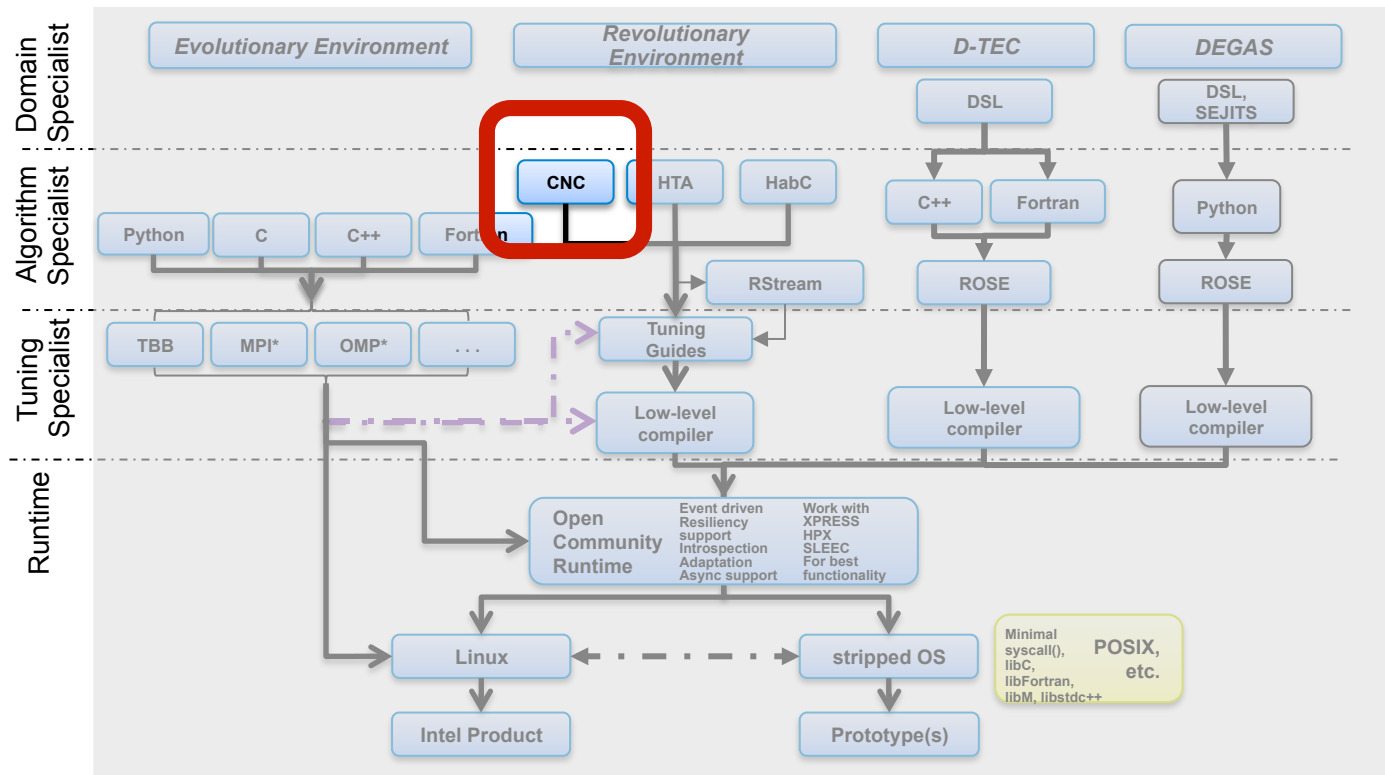 Domain
Specialist
Evolutionary Environment
Revolutionary
Environment
D-TEC
DEGAS
DSL
DSL,
SEJITS
Algorithm
Specialist
CNC
HTA
HabC
C++
Fortran
Python
Python
C
C++
Fortran
RStream
ROSE
ROSE
Tuning
Specialist
TBB
MPI*
OMP*
. . .
Tuning
Guides
Low-level
compiler
Low-level
compiler
Low-level
compiler
Runtime
Open
Community
Runtime
Event driven
Resiliency
support
Introspection
Adaptation
Async support
Work with
XPRESS
HPX
SLEEC
For best
functionality
Linux
stripped OS
Minimal
syscall(),
libC,
libFortran,
libM, libstdc++
POSIX,
etc.
Intel Product
Prototype(s)